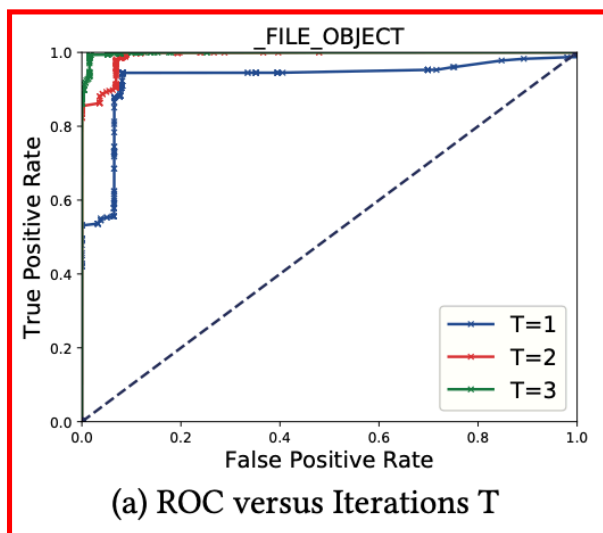 _FILE_OBJECT
1.0
0.8
0.6
0.4
0.2
0.0
True Positive Rate
T=1
T=2
T=3
0.0 0.2 0.4 0.6 0.8 1.0
False Positive Rate
(a) ROC versus Iterations T